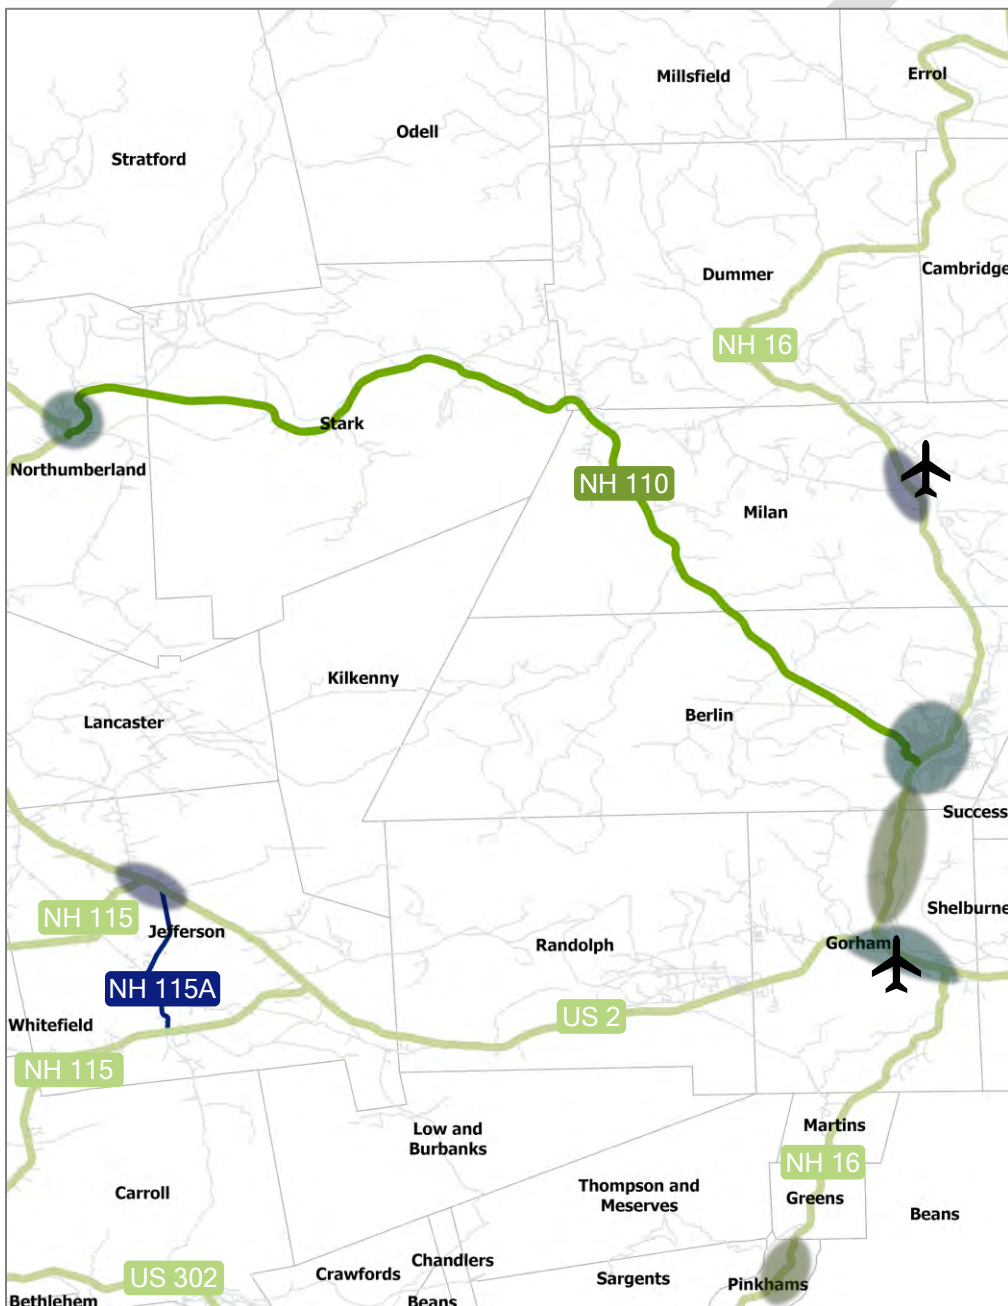 Millsfield
Errol
Odell
Stratford
Dummer
Cambridge
NH 16
Stark
Northumberland
NH 110
Milan
Kilkenny
Lancaster
Berlin
Success
Shelburne
NH 115
Jefferson
Randolph
Gorham
NH 115A
US 2
Whitefield
NH 115
Low and
Burbanks
Martins
NH 16
Carroll
Thompson and
Meserves
Greens
Beans
Chandlers
Crawfords
US 302
Sargents
Pinkhams
Bethlehem
Beans